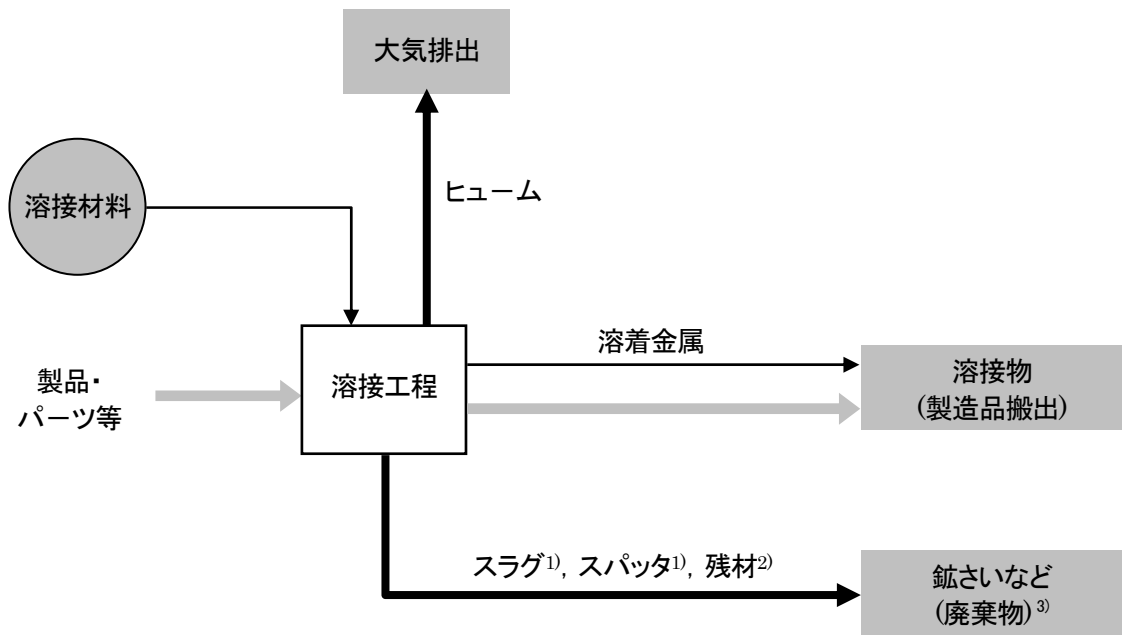 大気排出
ヒューム
溶接材料
溶着金属
製品・
パーツ等
溶接工程
溶接物
(製造品搬出)
スラグ1), スパッタ1), 残材2)
鉱さいなど
(廃棄物) 3)